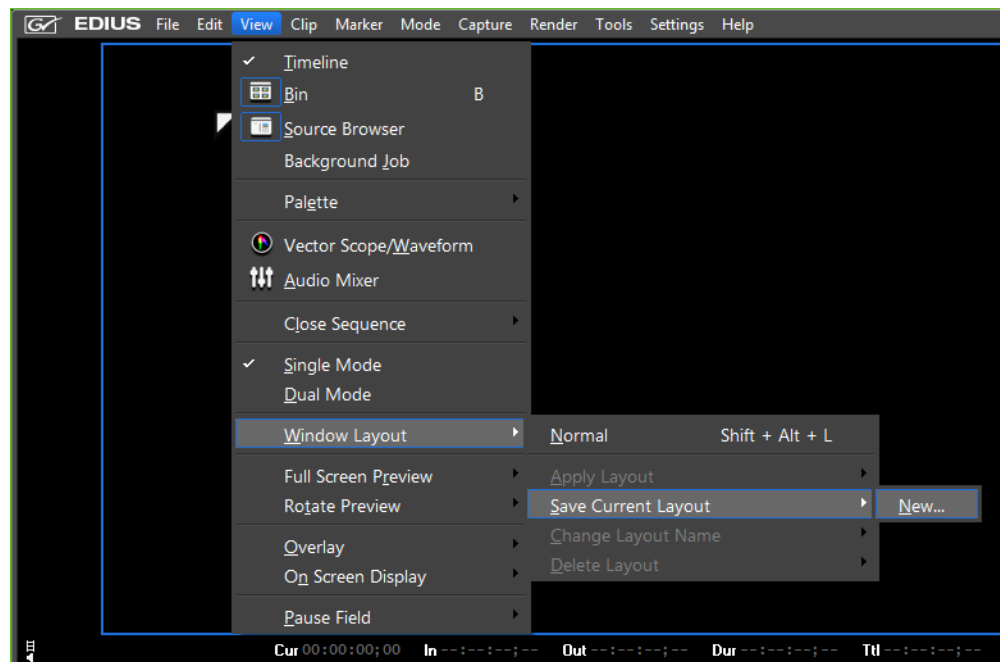 GV EDIUS File Edit View Clip Marker Mode Capture Render Tools Settings Help
Timeline
Bin B
Source Browser
Background Job
Palette
Vector Scope/Waveform
Audio Mixer
Close Sequence
Single Mode
Dual Mode
Window Layout
Normal Shift + Alt + L
Full Screen Preview
Apply Layout
Rotate Preview
Save Current Layout
New...
Change Layout Name
Overlay
Delete Layout
On Screen Display
Pause Field
Cur 00:00:00;00 In --:--:--;-- Out --:--:--;-- Dur --:--:--;-- Ttl --:--:--;--